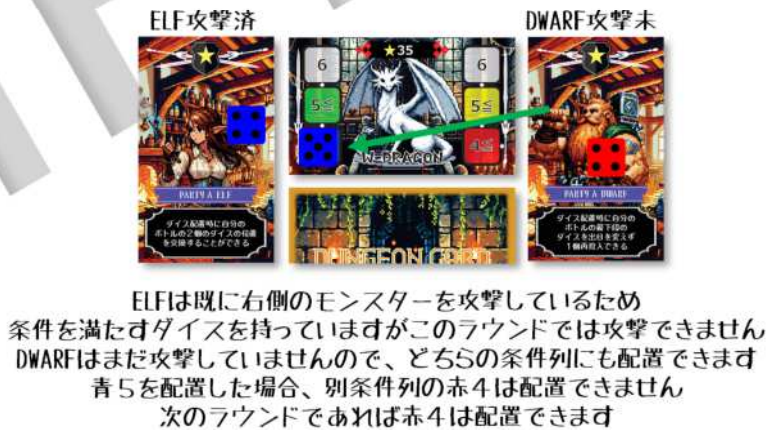 ELF攻撃済
DWARF攻撃未
★35
6
5≦
6
5≦
4≦
W-DRAGON
PARTY A ELF
ダイス配置時に自分の
ボトルの2個のダイスの位置
を交換することができる
DUNGEON CARD
PARTY A DWARF
ダイス配置時に自分の
ボトルの最下段の
ダイスを出目を変えず
1個再投入できる
ELFは既に右側のモンスターを攻撃しているため
条件を満たすダイスを持っていますがこのラウンドでは攻撃できません
DWARFはまだ攻撃していませんので、どちらの条件列にも配置できます
青5を配置した場合、別条件列の赤4は配置できません
次のラウンドであれば赤4は配置できます